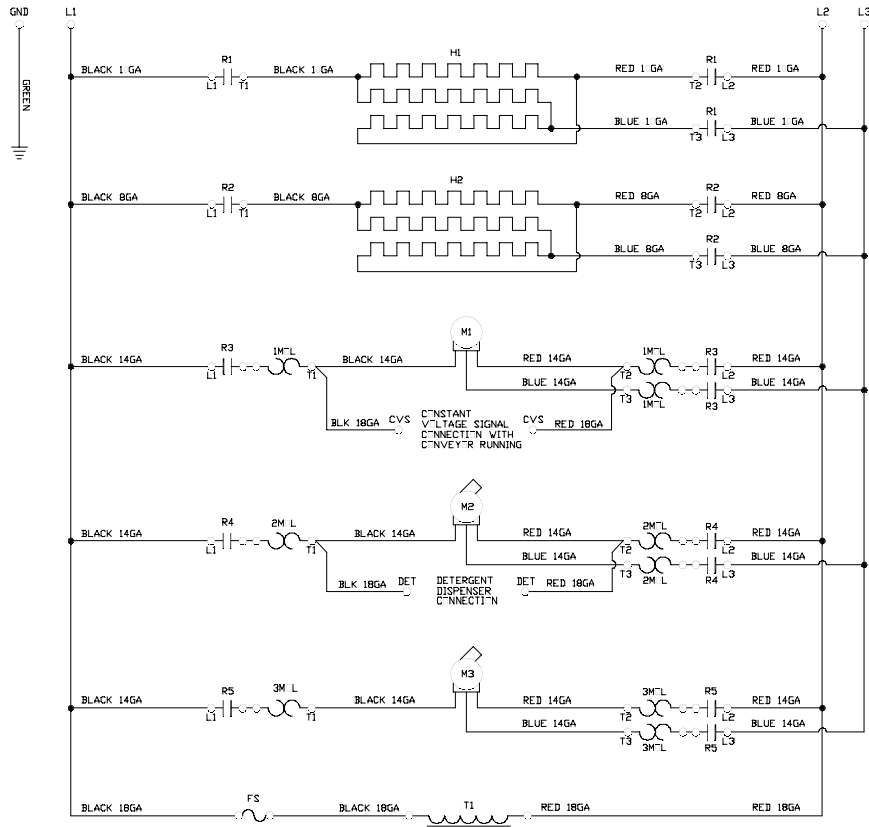 GND L1 L2 L3
GREEN
H1
R1 R1
BLACK 1 GA BLACK 1 GA RED 1 GA RED 1 GA
L1 T1 T2 L2
R1
BLUE 1 GA BLUE 1 GA
T3 L3
H2
R2 R2
BLACK 8GA BLACK 8GA RED 8GA RED 8GA
L1 T1 T2 L2
R2
BLUE 8GA BLUE 8GA
T3 L3
M1
R3 1M L 1M L R3
BLACK 14GA BLACK 14GA RED 14GA RED 14GA
L1 T1 T2 L2
BLUE 14GA BLUE 14GA
T3 1M L R3 L3
BLK 18GA CVS CVS RED 18GA
CONSTANT
VOLTAGE SIGNAL
CONNECTION WITH
CONVEYER RUNNING
M2
R4 2M L 2M L R4
BLACK 14GA BLACK 14GA RED 14GA RED 14GA
L1 T1 T2 L2
BLUE 14GA BLUE 14GA
T3 2M L R4 L3
BLK 18GA DET DET RED 18GA
DETERGENT
DISPENSER
CONNECTION
M3
R5 3M L 3M L R5
BLACK 14GA BLACK 14GA RED 14GA RED 14GA
L1 T1 T2 L2
BLUE 14GA BLUE 14GA
T3 3M L R5 L3
FS T1
BLACK 18GA BLACK 18GA RED 18GA RED 18GA